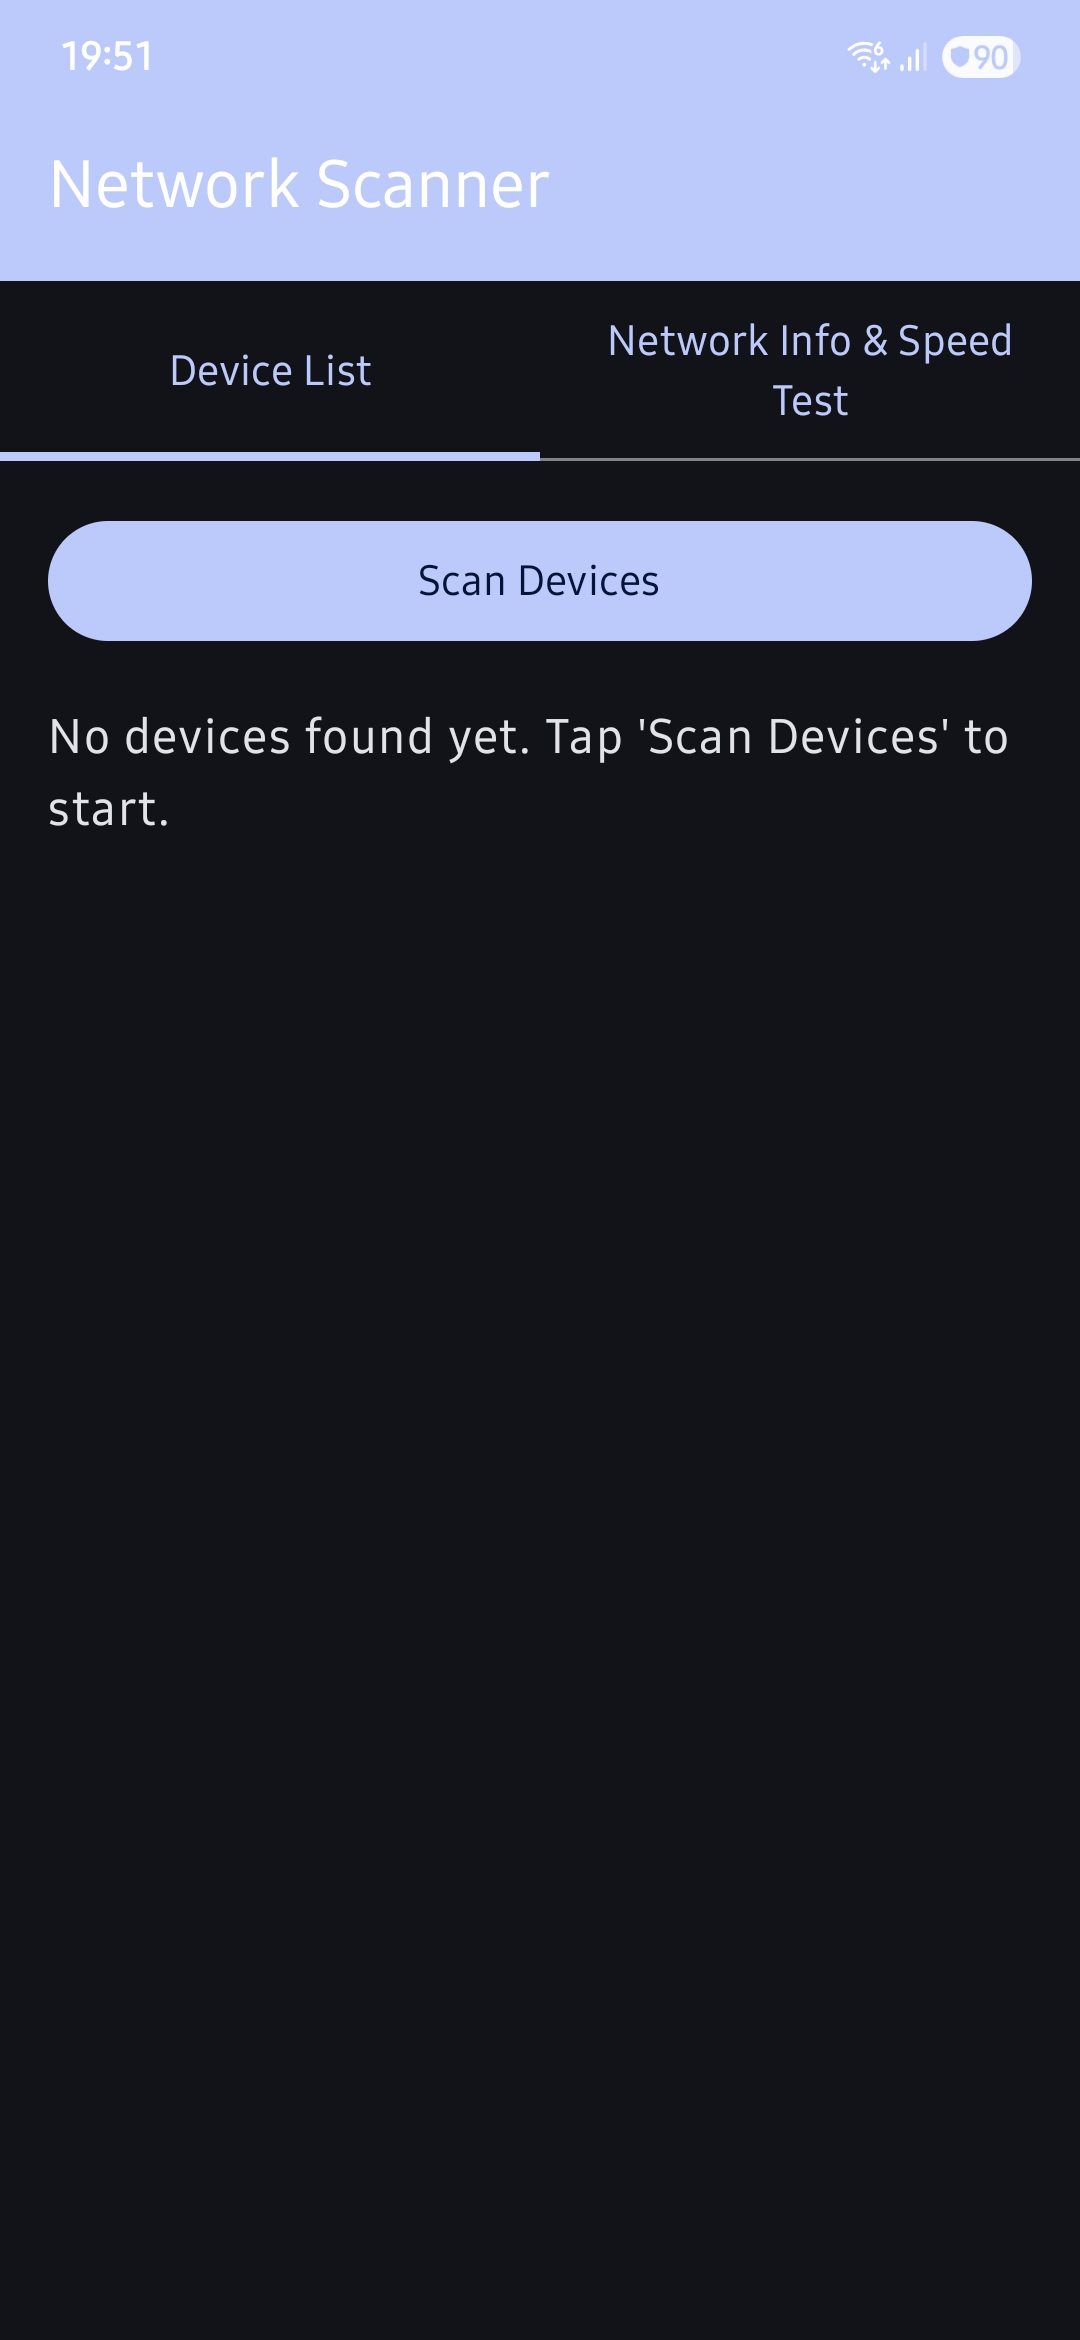 19:51
6
90
Network Scanner
Device List
Network Info & Speed
Test
Scan Devices
No devices found yet. Tap 'Scan Devices' to
start.